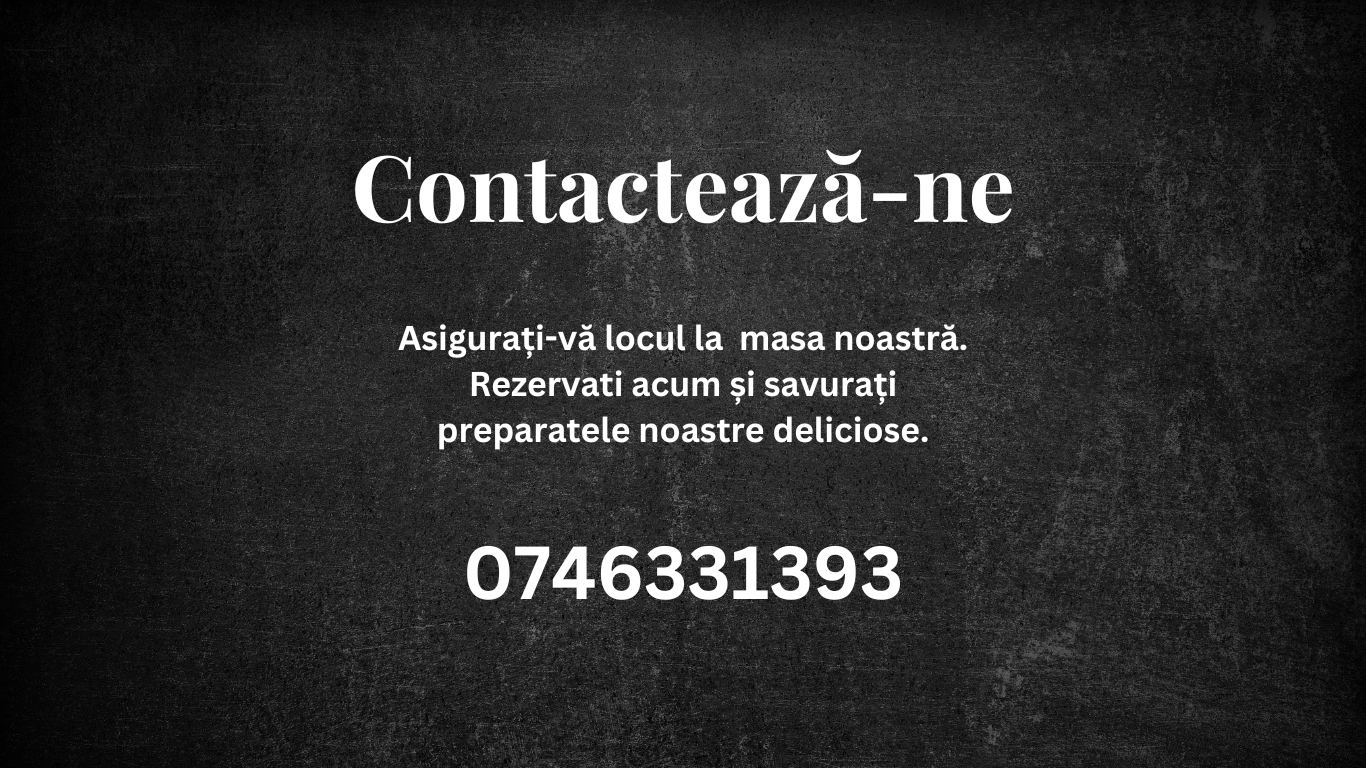 Contactează-ne
Asigurați-vă locul la  masa noastră.
Rezervati acum și savurați
preparatele noastre deliciose.
0746331393